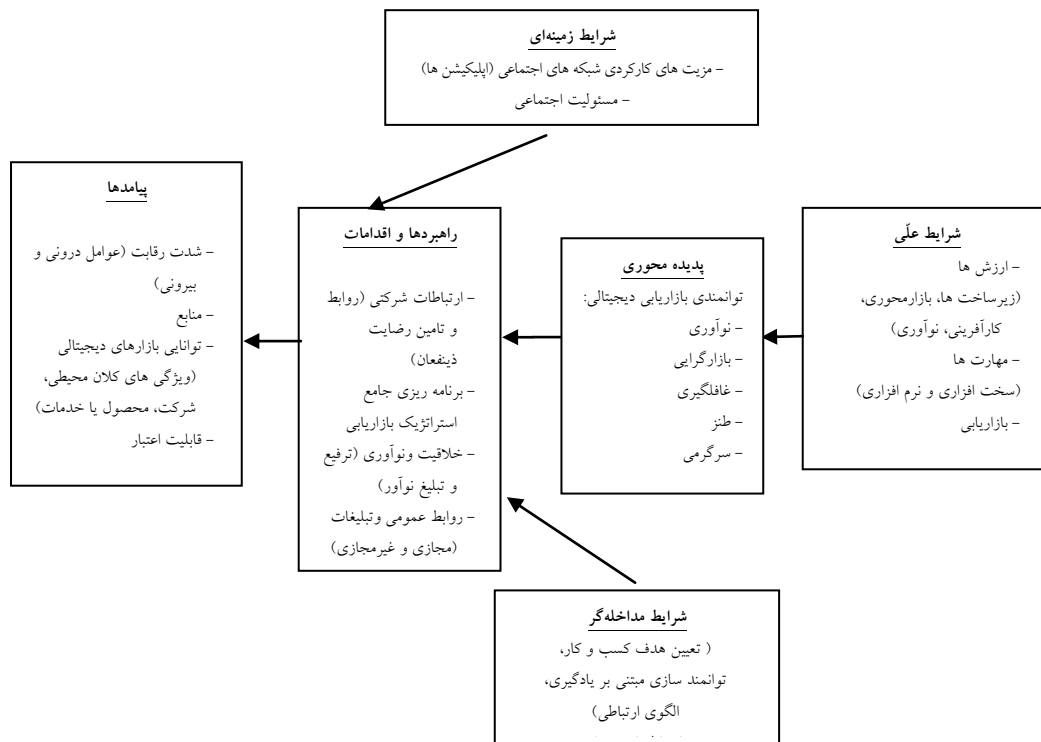 شرایط زمینه‌ای
- مزیت های کارکردی شبکه های اجتماعی (اپلیکیشن ها)
- مسئولیت اجتماعی
شرایط علّی
- ارزش ها
(زیرساخت ها، بازارمحوری،
کارآفرینی، نوآوری)
- مهارت ها
(سخت افزاری و نرم افزاری)
- بازاریابی
پدیده محوری
توانمندی بازاریابی دیجیتالی:
- نوآوری
- بازارگرایی
- غافلگیری
- طنز
- سرگرمی
راهبردها و اقدامات
- ارتباطات شرکتی (روابط
و تامین رضایت
ذینفعان)
- برنامه ریزی جامع
استراتژیک بازاریابی
- خلاقیت ونوآوری (ترفیع
و تبلیغ نوآور)
- روابط عمومی وتبلیغات
(مجازی و غیرمجازی)
پیامدها
- شدت رقابت (عوامل درونی و
بیرونی)
- منابع
- توانایی بازارهای دیجیتالی
(ویژگی های کلان محیطی،
شرکت، محصول یا خدمات)
- قابلیت اعتبار
شرایط مداخله‌گر
( تعیین هدف کسب و کار،
توانمند سازی مبتنی بر یادگیری،
الگوی ارتباطی)